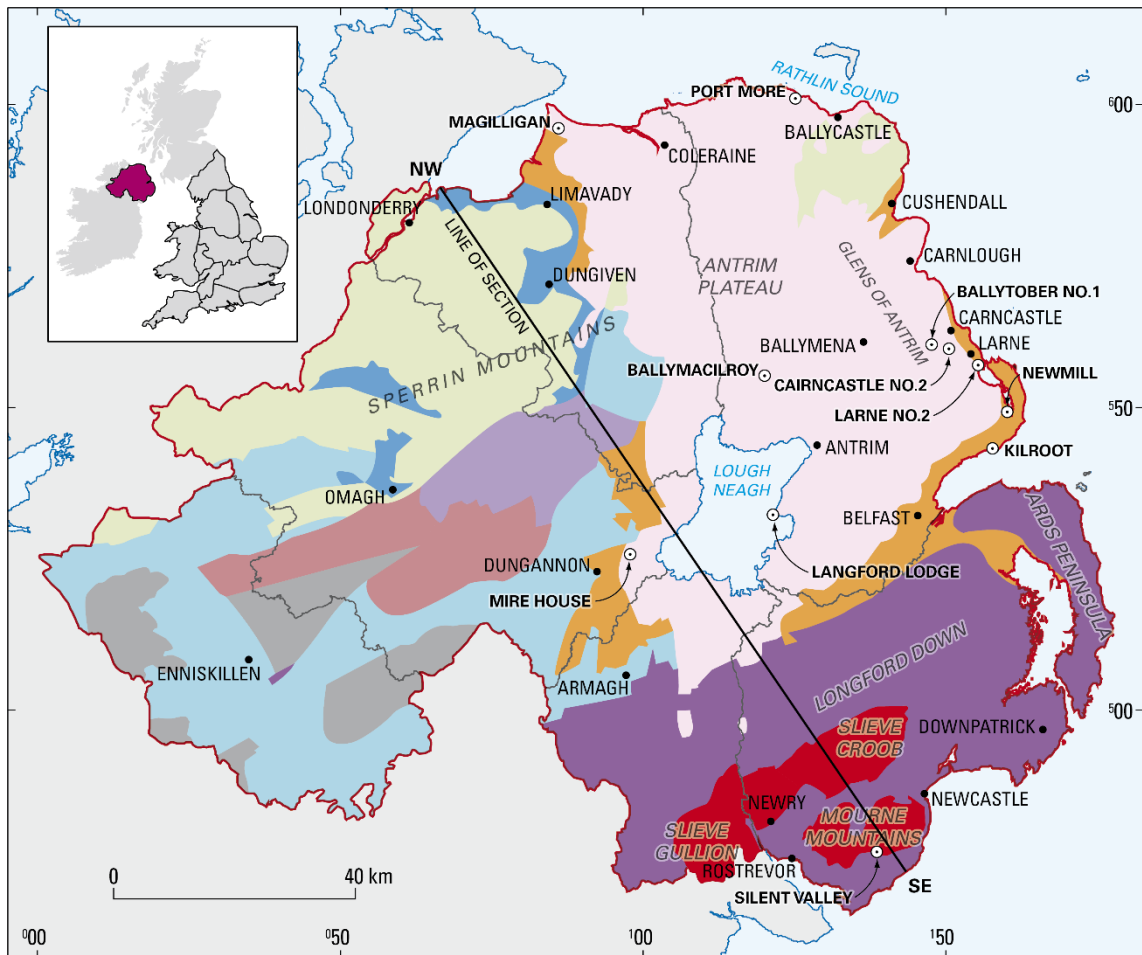 RATHLIN SOUND
PORT MORE
600
MAGILLIGAN
BALLYCASTLE
COLERAINE
NW
LIMAVADY
CUSHENDALL
LONDONDERRY
LINE OF SECTION
CARNLOUGH
ANTRIM
PLATEAU
GLENS OF ANTRIM
DUNGIVEN
BALLYTOBER NO.1
CARNCASTLE
SPERRIN MOUNTAINS
BALLYMENA
LARNE
BALLYMACILROY
CAIRNCASTLE NO.2
NEWMILL
LARNE NO.2
550
ANTRIM
KILROOT
LOUGH
NEAGH
OMAGH
BELFAST
ARDS PENINSULA
DUNGANNON
LANGFORD LODGE
MIRE HOUSE
LONGFORD DOWN
ENNISKILLEN
ARMAGH
500
SLIEVE
CROOB
DOWNPATRICK
NEWCASTLE
NEWRY
MOURNE
MOUNTAINS
SLIEVE
GULLION
ROSTREVOR
SE
SILENT VALLEY
0
40 km
000
050
100
150